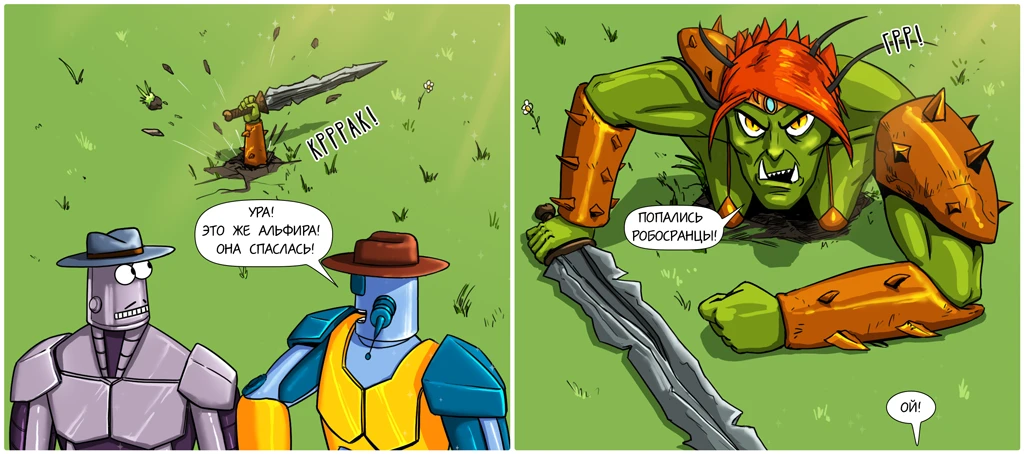 КРРРАК!
УРА!
ЭТО ЖЕ АЛЬФИРА!
ОНА СПАСЛАСЬ!
ГРР!
ПОПАЛИСЬ
РОБОСРАНЦЫ!
ОЙ!